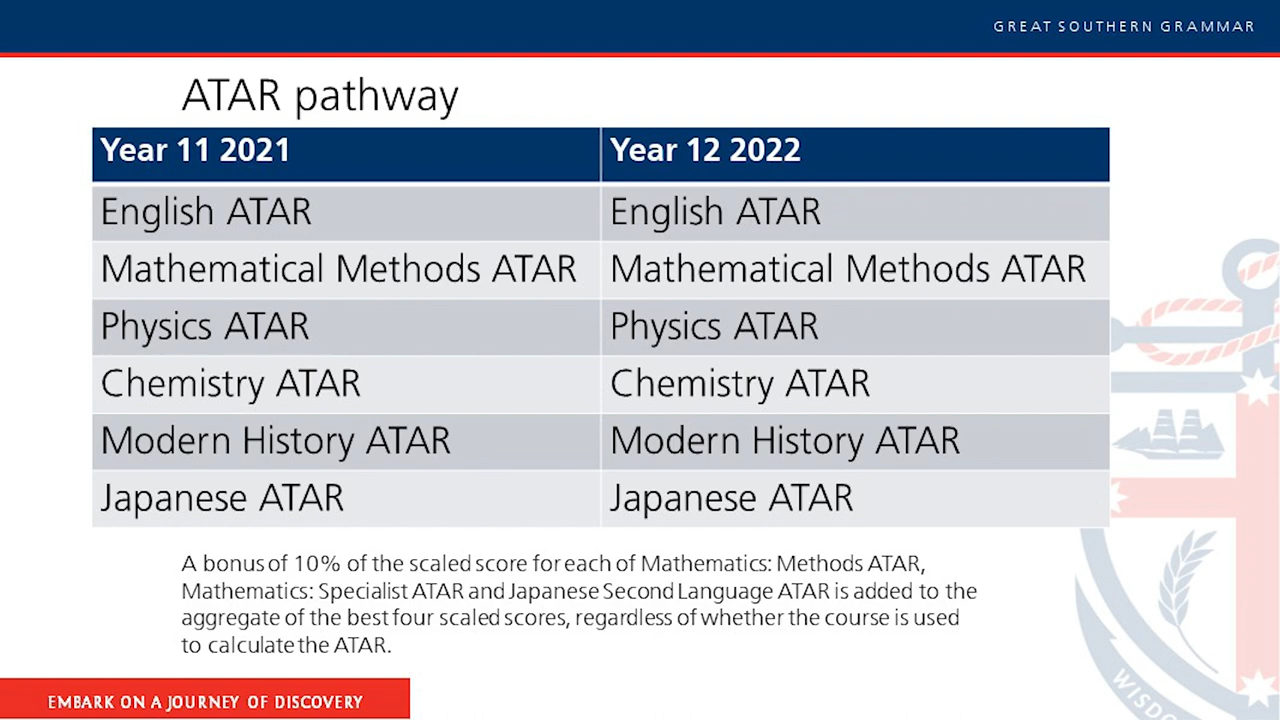 GREAT SOUTHERN GRAMMAR
ATAR pathway
Year 11 2021 Year 12 2022
English ATAR English ATAR
Mathematical Methods ATAR Mathematical Methods ATAR
Physics ATAR Physics ATAR
Chemistry ATAR Chemistry ATAR
Modern History ATAR Modern History ATAR
Japanese ATAR Japanese ATAR
A bonus of 10% of the scaled score for each of Mathematics: Methods ATAR,
Mathematics: Specialist ATAR and Japanese Second Language ATAR is added to the
aggregate of the best four scaled scores, regardless of whether the course is used
to calculate the ATAR.
EMBARK ON A JOURNEY OF DISCOVERY